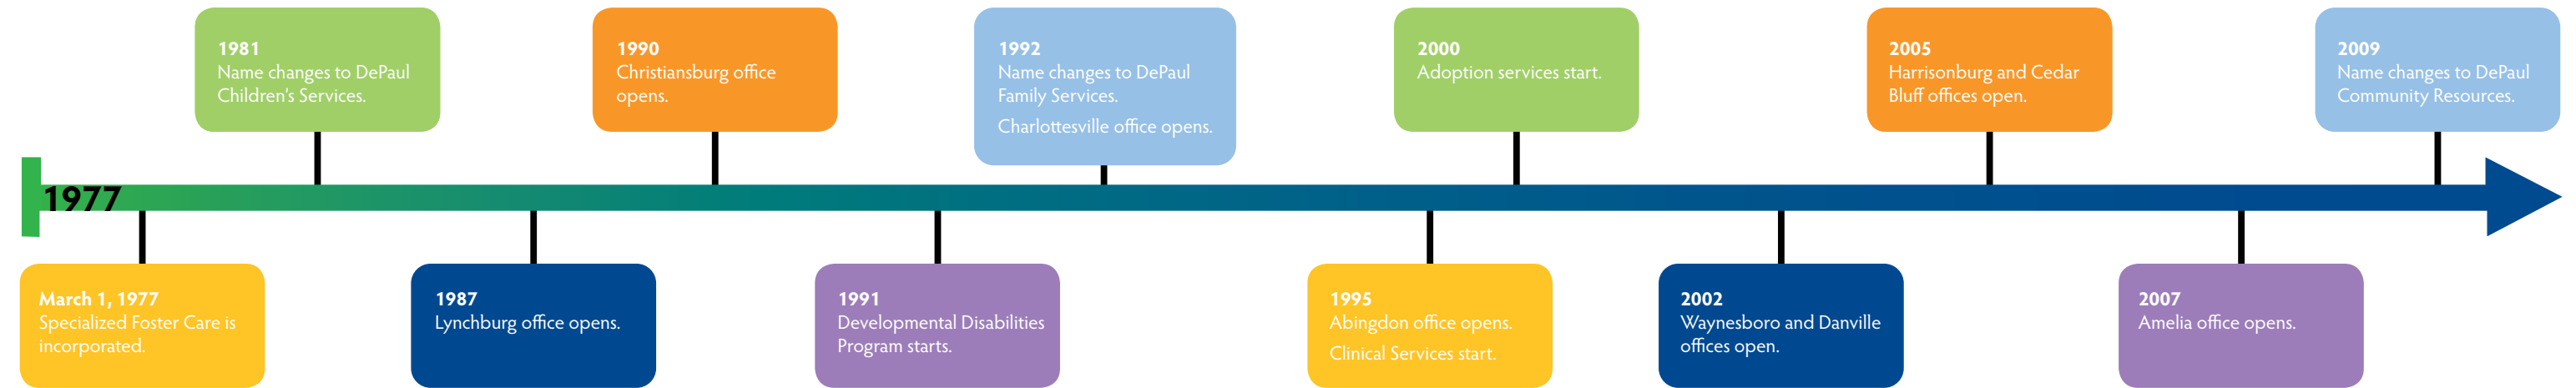 1981
Name changes to DePaul
Children's Services.
1990
Christiansburg office
opens.
1992
Name changes to DePaul
Family Services.
Charlottesville office opens.
2000
Adoption services start.
2005
Harrisonburg and Cedar
Bluff offices open.
2009
Name changes to DePaul
Community Resources.
1977
March 1, 1977
Specialized Foster Care is
incorporated.
1987
Lynchburg office opens.
1991
Developmental Disabilities
Program starts.
1995
Abingdon office opens.
Clinical Services start.
2002
Waynesboro and Danville
offices open.
2007
Amelia office opens.